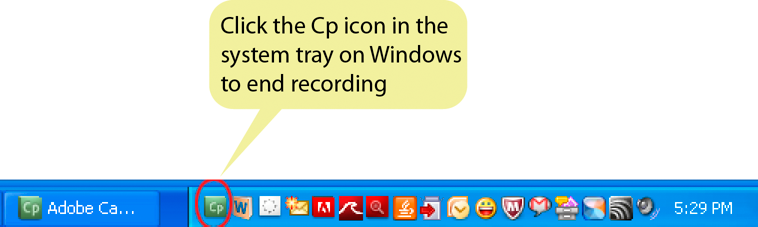 Click the Cp icon in the
system tray on Windows
to end recording
Cp Adobe Ca... Cp W 5:29 PM